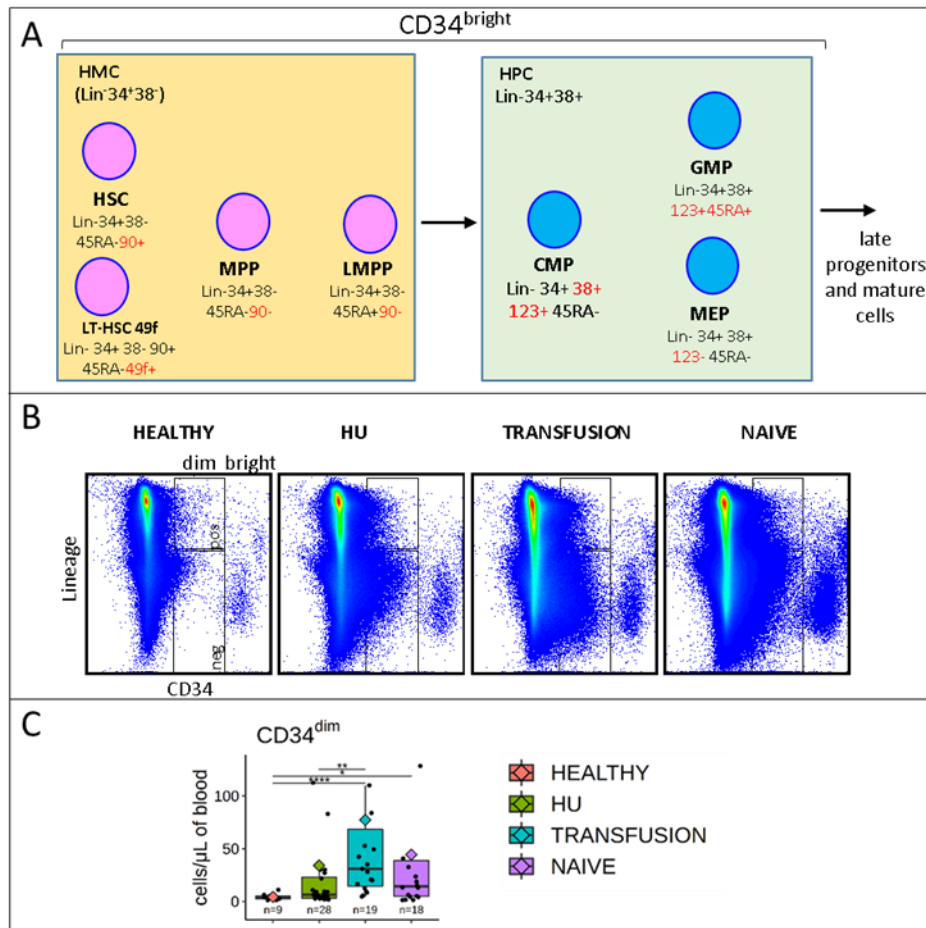 A
CD34bright
HMC
(Lin-34+38-)
HSC
Lin-34+38-
45RA-90+
LT-HSC 49f
Lin- 34+ 38- 90+
45RA-49f+
MPP
Lin-34+38-
45RA-90-
LMPP
Lin-34+38-
45RA+90-
HPC
Lin-34+38+
CMP
Lin- 34+ 38+
123+ 45RA-
GMP
Lin-34+38+
123+45RA+
MEP
Lin- 34+ 38+
123- 45RA-
late
progenitors
and mature
cells
B
HEALTHY
HU
TRANSFUSION
NAIVE
dim bright
pos
neg
Lineage
CD34
C
CD34dim
**
*
****
cells/µL of blood
100
50
0
n=9
n=28
n=19
n=18
HEALTHY
HU
TRANSFUSION
NAIVE